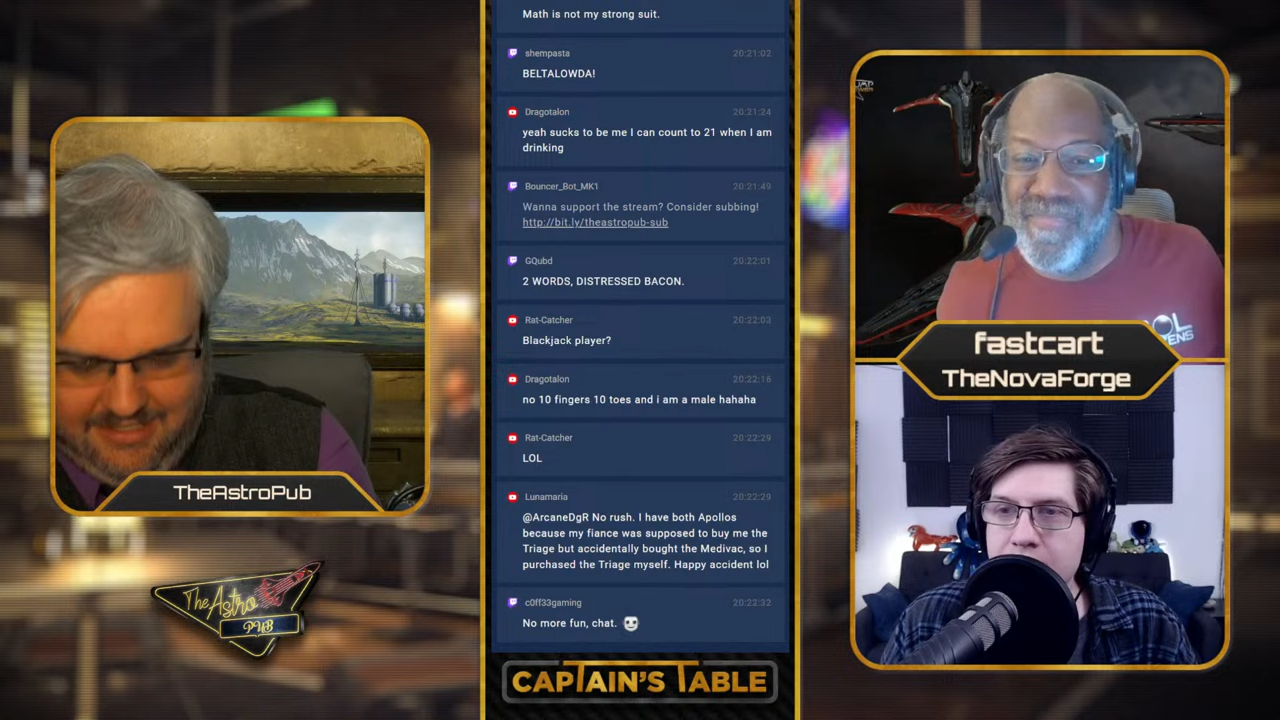 Math is not my strong suit.
shempasta 20:21:02
BELTALOWDA!
Dragotalon 20:21:24
yeah sucks to be me I can count to 21 when I am
drinking
Bouncer_Bot_MK1 20:21:49
Wanna support the stream? Consider subbing!
http://bit.ly/theastropub-sub
GQubd 20:22:01
2 WORDS, DISTRESSED BACON.
Rat-Catcher 20:22:03
Blackjack player?
Dragotalon 20:22:16
no 10 fingers 10 toes and i am a male hahaha
Rat-Catcher 20:22:29
LOL
Lunamaria 20:22:29
@ArcaneDgR No rush. I have both Apollos
because my fiance was supposed to buy me the
Triage but accidentally bought the Medivac, so I
purchased the Triage myself. Happy accident lol
c0ff33gaming 20:22:32
No more fun, chat.
CAPTAIN'S TABLE
TheAstroPub
The Astro
PUB
fastcart
TheNovaForge